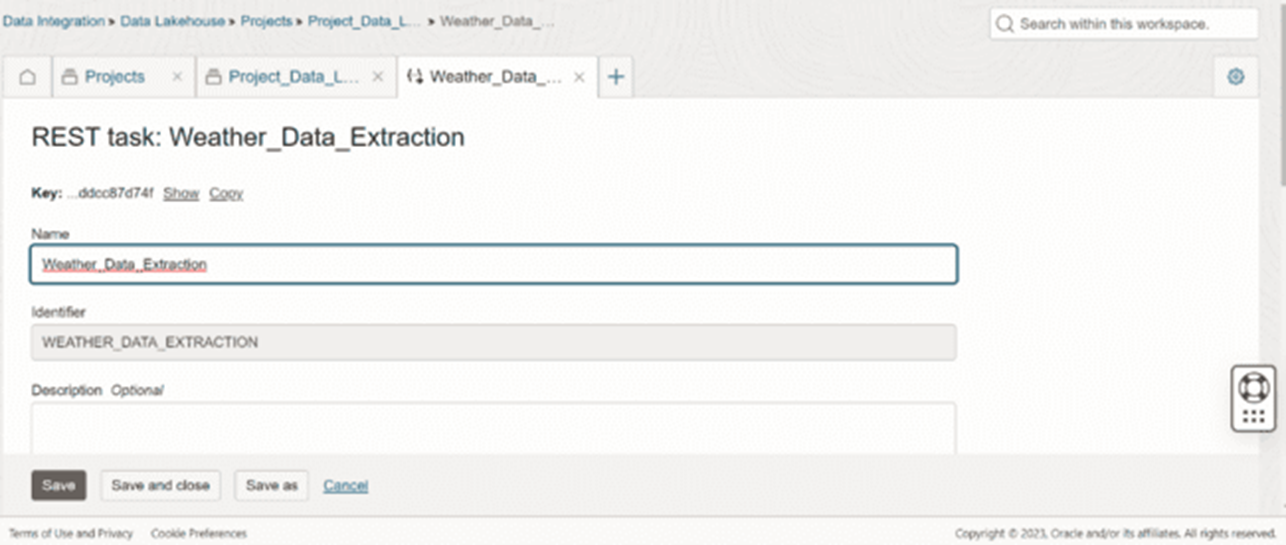 Data Integration » Data Lakehouse » Projects » Project_Data_L... » Weather_Data_...
Search within this workspace.
Projects × Project_Data_L... × Weather_Data_... × +
REST task: Weather_Data_Extraction
Key: ...ddcc87d74f Show Copy
Name
Weather_Data_Extraction
Identifier
WEATHER_DATA_EXTRACTION
Description Optional
Save Save and close Save as Cancel
Terms of Use and Privacy Cookie Preferences Copyright © 2023, Oracle and/or its affiliates. All rights reserved.